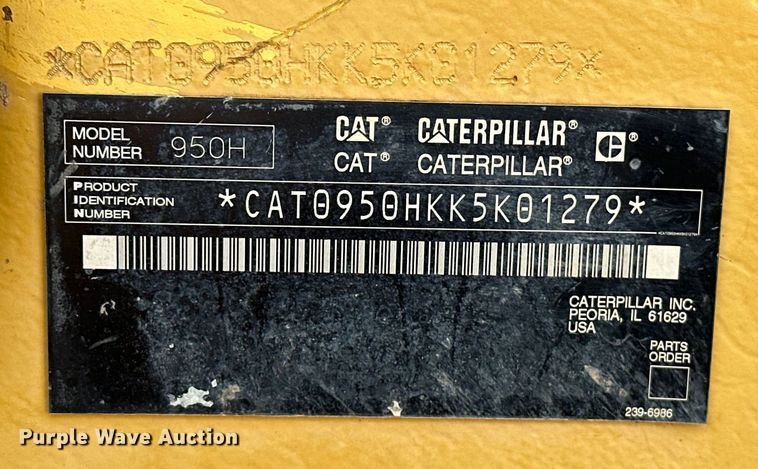 *CAT0950HKK5K01279*
MODEL NUMBER 950H
CAT® CATERPILLAR® C®
CAT® CATERPILLAR®
PRODUCT IDENTIFICATION NUMBER *CAT0950HKK5K01279*
*CAT0950HKK5K01279*
CATERPILLAR INC.
PEORIA, IL 61629
USA
PARTS
ORDER
239-6986
Purple Wave Auction